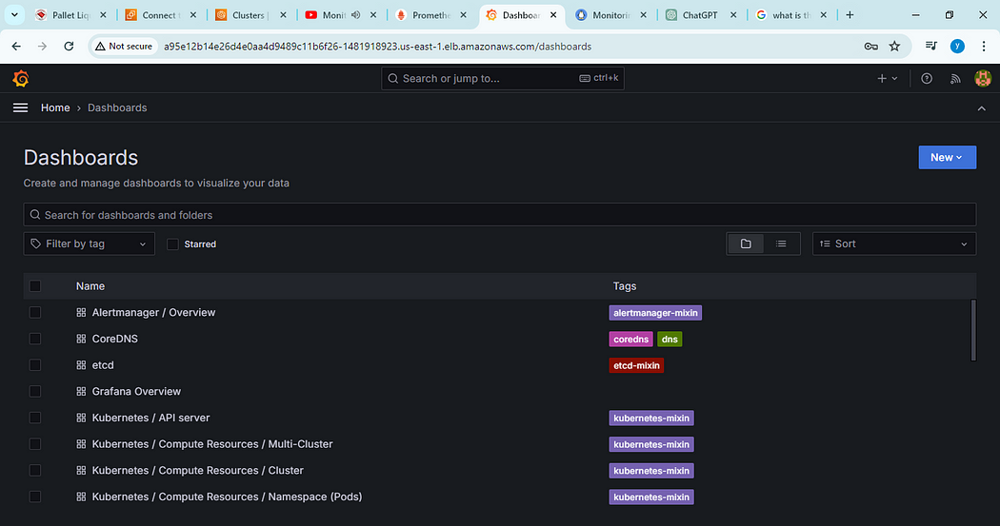 Pallet Liq
Connect t
Clusters |
Monit
Promethe
Dashboar
Monitorin
ChatGPT
what is th
Not secure a95e12b14e26d4e0aa4d9489c11b6f26-1481918923.us-east-1.elb.amazonaws.com/dashboards y
Search or jump to... ctrl+k
Home › Dashboards
Dashboards
New
Create and manage dashboards to visualize your data
Search for dashboards and folders
Filter by tag Starred Sort
Name Tags
Alertmanager / Overview alertmanager-mixin
CoreDNS coredns dns
etcd etcd-mixin
Grafana Overview
Kubernetes / API server kubernetes-mixin
Kubernetes / Compute Resources / Multi-Cluster kubernetes-mixin
Kubernetes / Compute Resources / Cluster kubernetes-mixin
Kubernetes / Compute Resources / Namespace (Pods) kubernetes-mixin